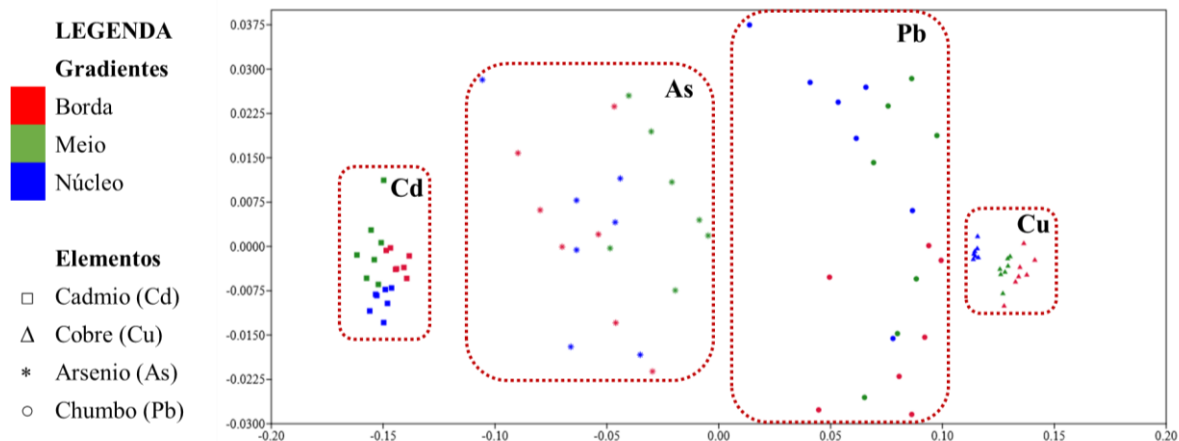 LEGENDA
Gradientes
Borda
Meio
Núcleo
Elementos
Cadmio (Cd)
Cobre (Cu)
Arsenio (As)
Chumbo (Pb)
0.0375
0.0300
0.0225
0.0150
0.0075
0.0000
-0.0075
-0.0150
-0.0225
-0.0300
Cd
As
Pb
Cu
-0.20 -0.15 -0.10 -0.05 0.00 0.05 0.10 0.15 0.20